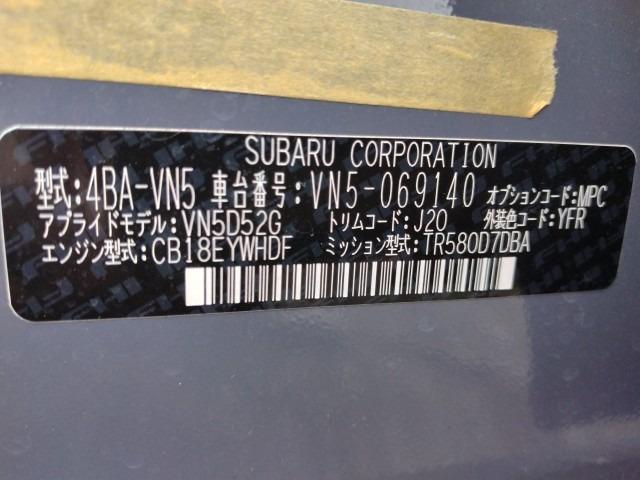 SUBARU CORPORATION
型式:4BA-VN5 車台番号:VN5-069140 オプションコード:MPC
アプライドモデル:VN5D52G トリムコード:J20 外装色コード:YFR
エンジン型式:CB18EYWHDF ミッション型式:TR580D7DBA